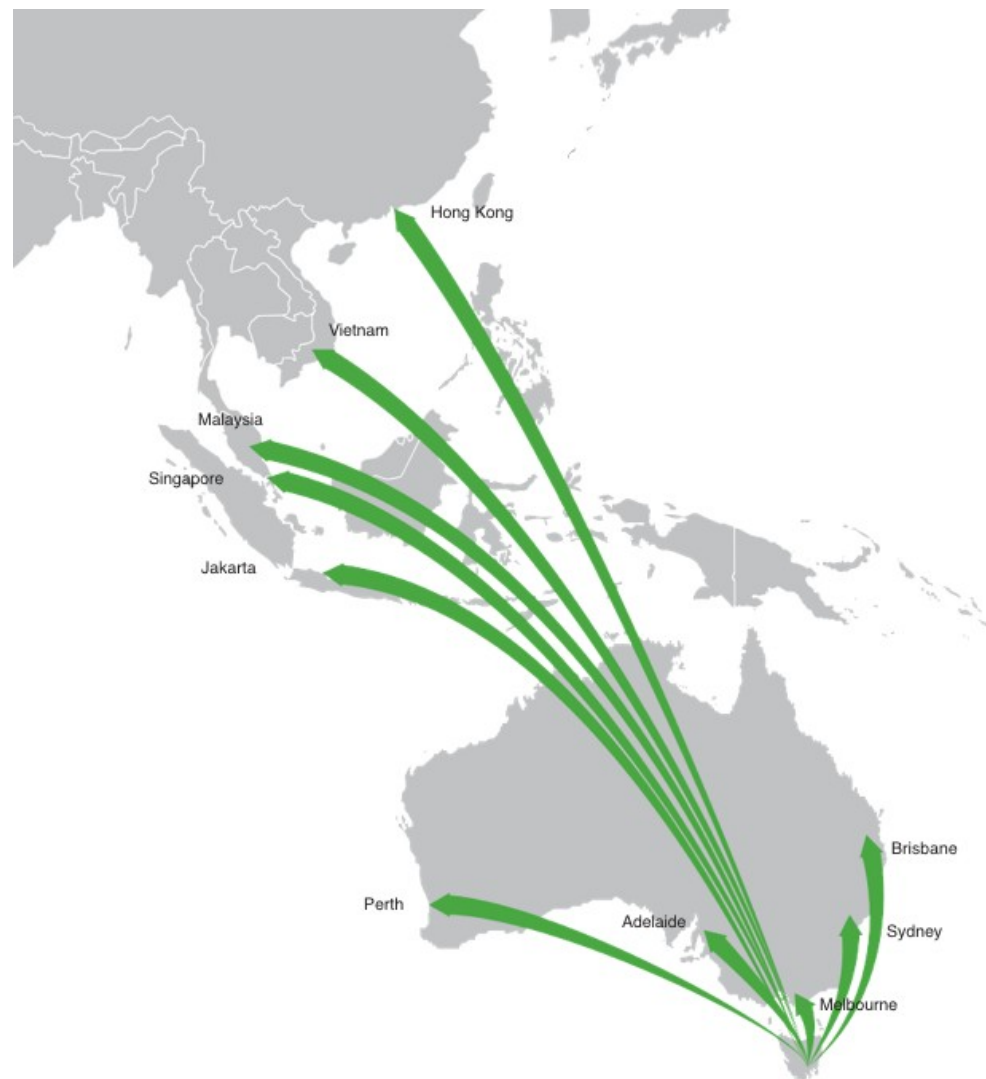 Hong Kong
Vietnam
Malaysia
Singapore
Jakarta
Brisbane
Perth
Adelaide
Sydney
Melbourne